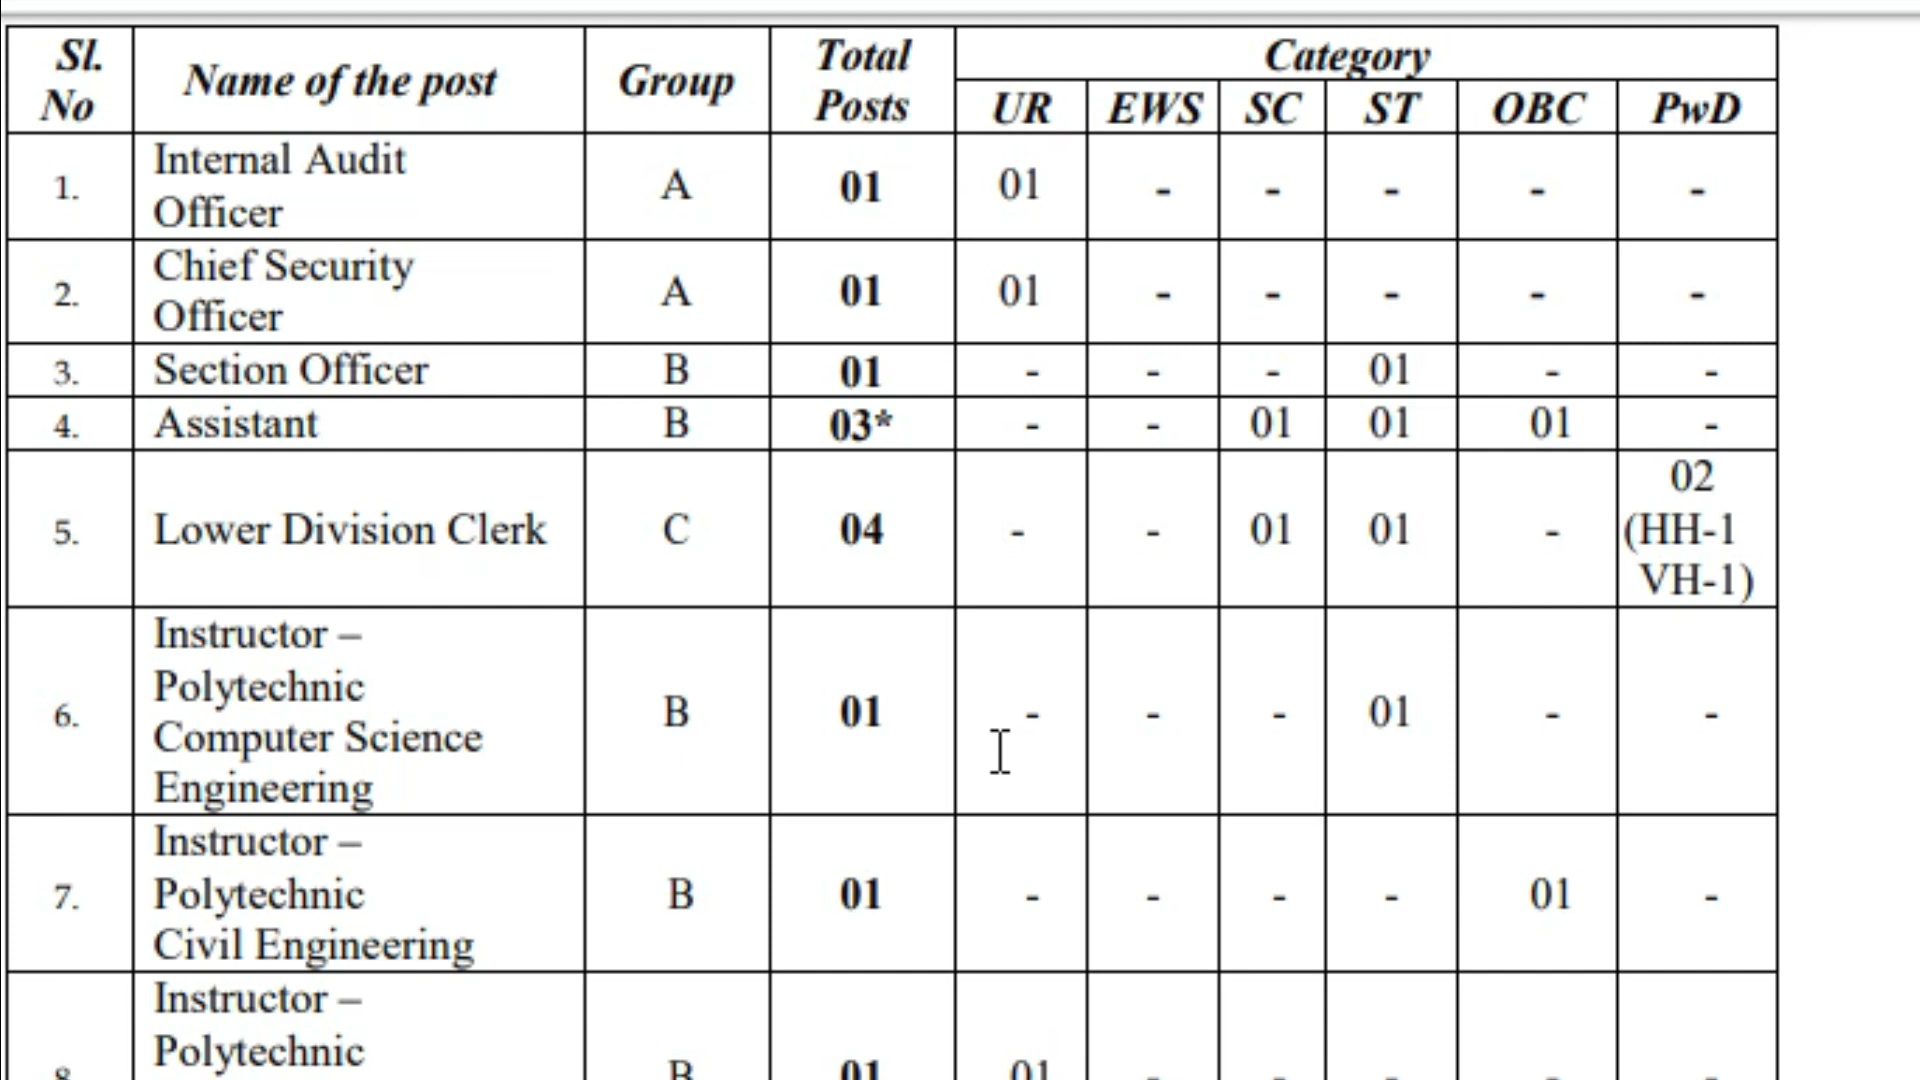 Sl. No Name of the post Group Total Posts Category
UR EWS SC ST OBC PwD
1. Internal Audit Officer A 01 01 - - - - -
2. Chief Security Officer A 01 01 - - - - -
3. Section Officer B 01 - - - 01 - -
4. Assistant B 03* - - 01 01 01 -
5. Lower Division Clerk C 04 - - 01 01 - 02 (HH-1 VH-1)
6. Instructor – Polytechnic Computer Science Engineering B 01 - - - 01 - -
7. Instructor – Polytechnic Civil Engineering B 01 - - - - 01 -
8. Instructor – Polytechnic B 01 01 - - - - -